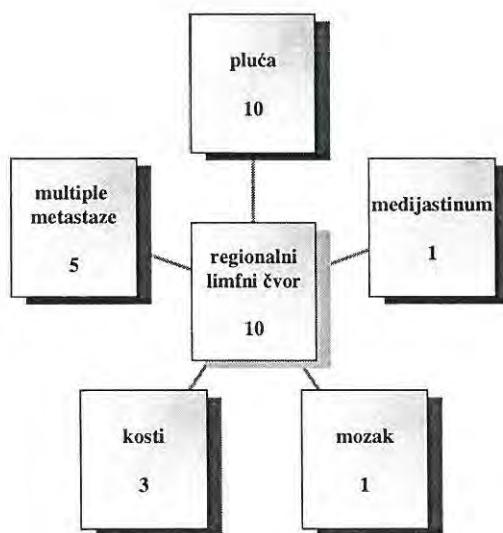 pluća
10
multiple
metastaze
5
medijastinum
1
regionalni
limfni čvor
10
kosti
3
mozak
1